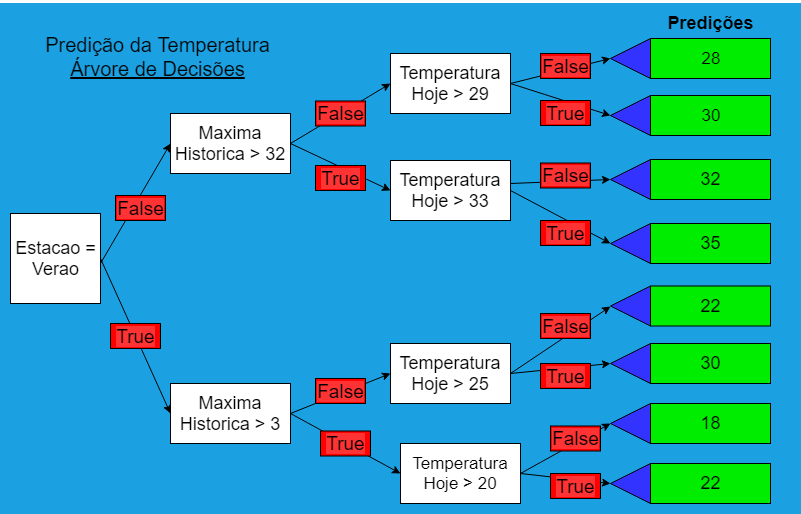 Predição da Temperatura
Árvore de Decisões
Predições
Estacao =
Verao
False
True
Maxima
Historica > 32
False
True
Maxima
Historica > 3
False
True
Temperatura
Hoje > 29
False
True
Temperatura
Hoje > 33
False
True
Temperatura
Hoje > 25
False
True
Temperatura
Hoje > 20
False
True
28
30
32
35
22
30
18
22